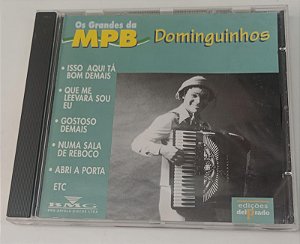 Os Grandes da
MPB
Dominguinhos
• ISSO AQUI TÁ
BOM DEMAIS
• QUE ME
LEEVARÁ SOU
EU
• GOSTOSO
DEMAIS
• NUMA SALA
DE REBOCO
• ABRI A PORTA
ETC
BMG
edições
del Prado